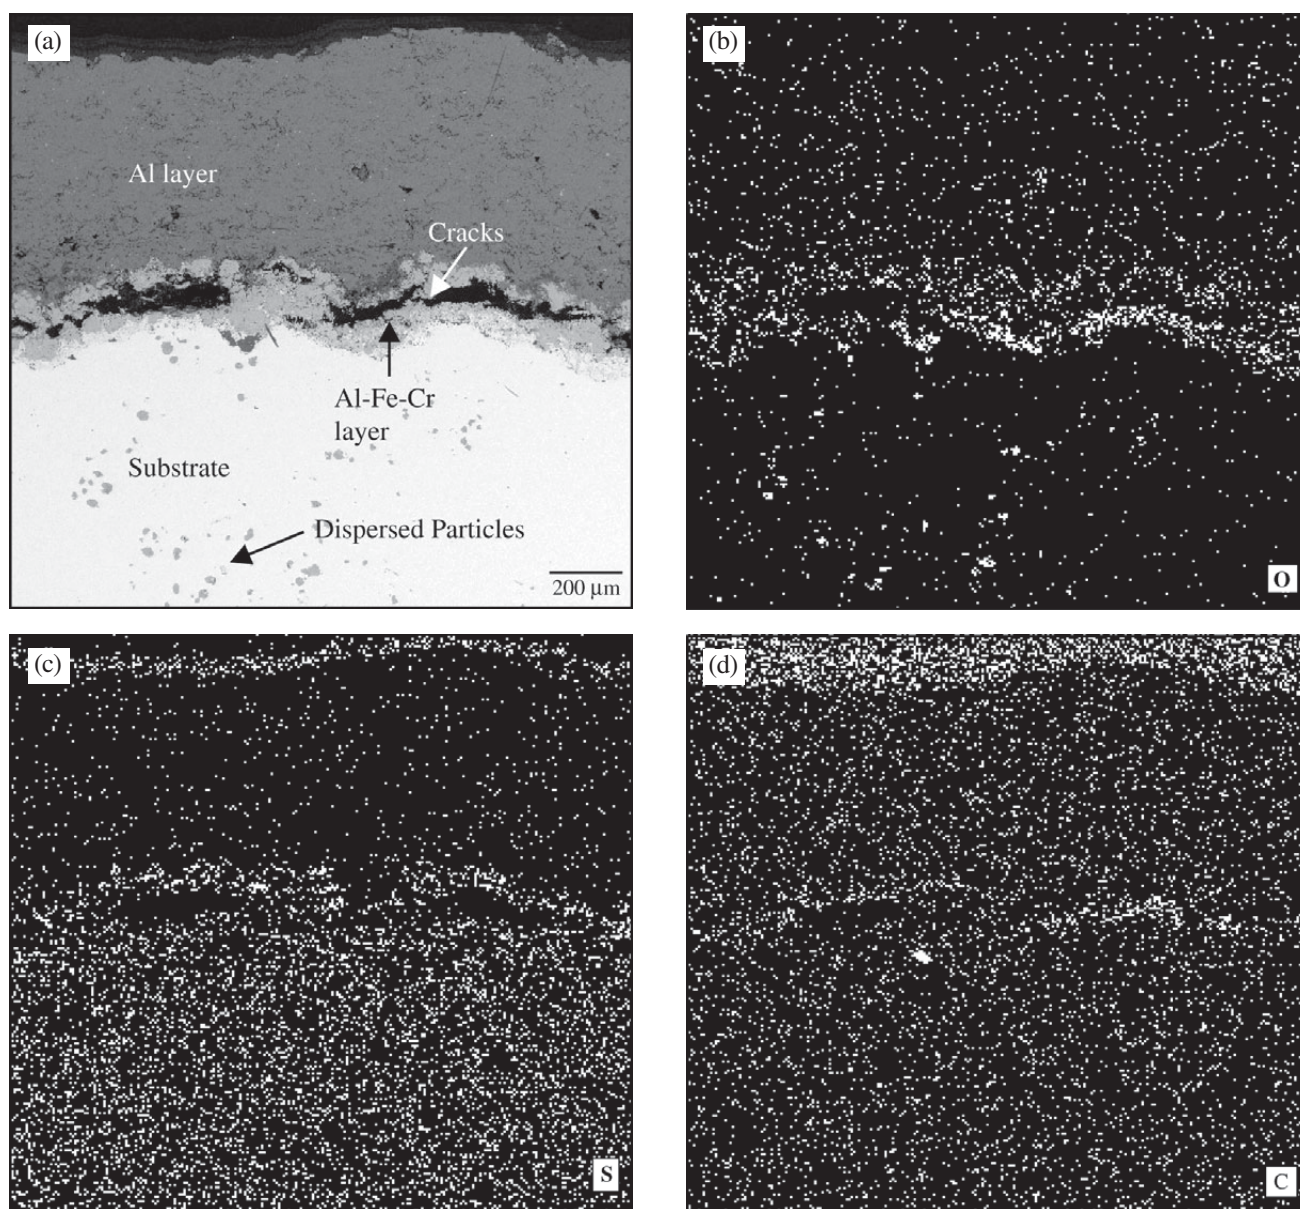 (a)
Al layer
Cracks
Al-Fe-Cr
layer
Substrate
Dispersed Particles
200 μm
(b)
O
(c)
S
(d)
C